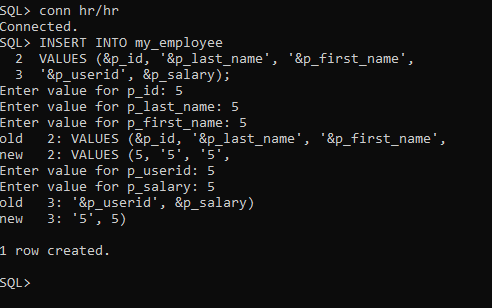 SQL> conn hr/hr
Connected.
SQL> INSERT INTO my_employee
  2  VALUES (&p_id, '&p_last_name', '&p_first_name',
  3  '&p_userid', &p_salary);
Enter value for p_id: 5
Enter value for p_last_name: 5
Enter value for p_first_name: 5
old   2: VALUES (&p_id, '&p_last_name', '&p_first_name',
new   2: VALUES (5, '5', '5',
Enter value for p_userid: 5
Enter value for p_salary: 5
old   3: '&p_userid', &p_salary)
new   3: '5', 5)
1 row created.
SQL>